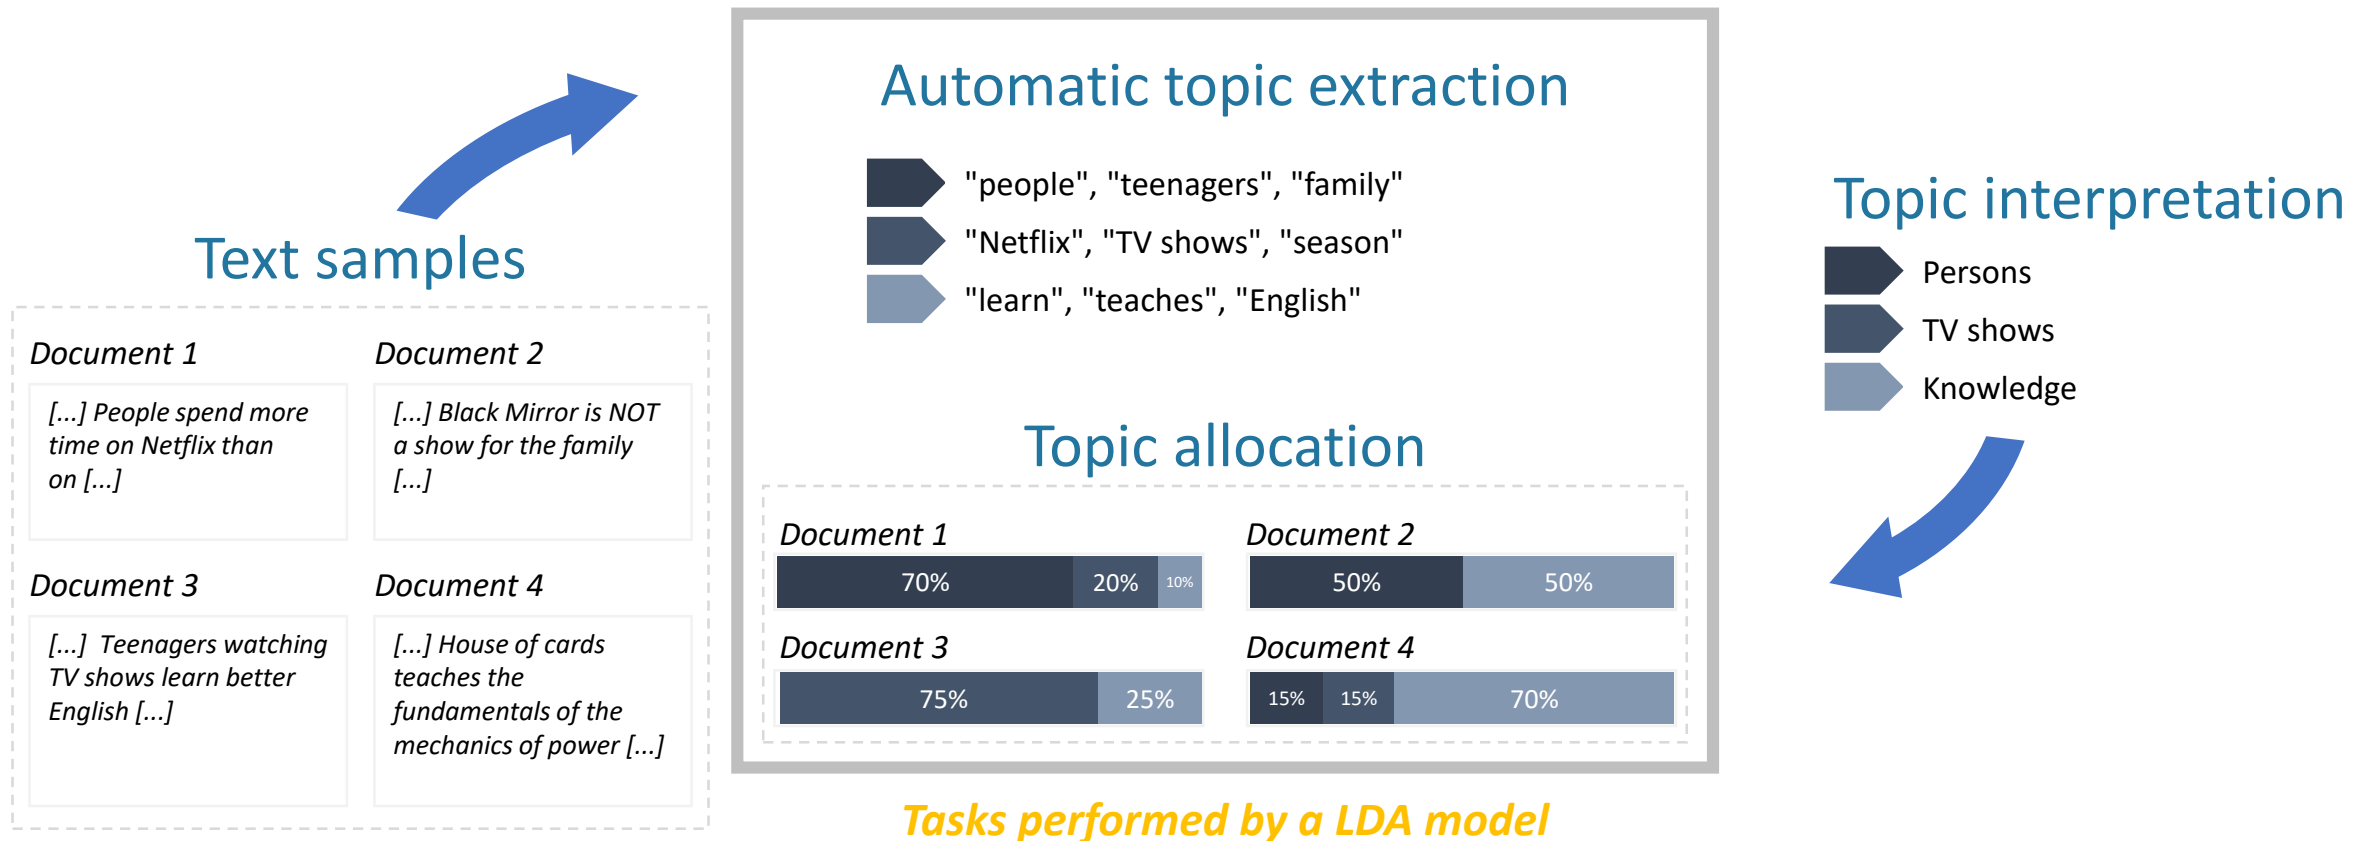 Text samples
Document 1
[...] People spend more
time on Netflix than
on [...]
Document 2
[...] Black Mirror is NOT
a show for the family
[...]
Document 3
[...] Teenagers watching
TV shows learn better
English [...]
Document 4
[...] House of cards
teaches the
fundamentals of the
mechanics of power [...]
Automatic topic extraction
"people", "teenagers", "family"
"Netflix", "TV shows", "season"
"learn", "teaches", "English"
Topic allocation
Document 1
70% 20% 10%
Document 2
50% 50%
Document 3
75% 25%
Document 4
15% 15% 70%
Tasks performed by a LDA model
Topic interpretation
Persons
TV shows
Knowledge